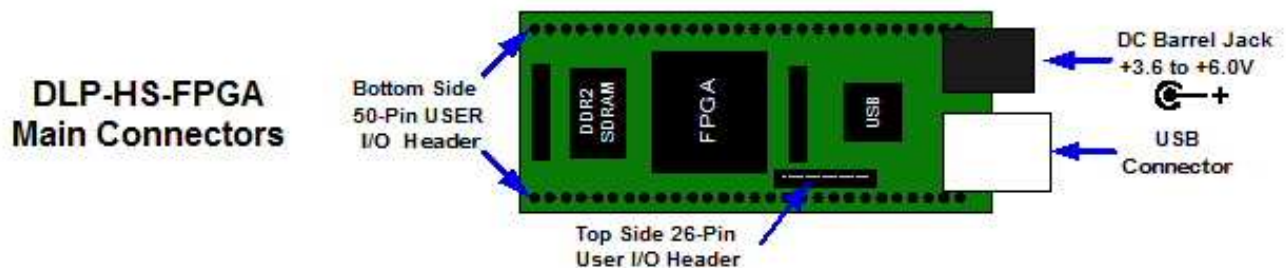 DLP-HS-FPGA
Main Connectors
Bottom Side
50-Pin USER
I/O Header
DDR2
SDRAM
FPGA
USB
DC Barrel Jack
+3.6 to +6.0V
+
USB
Connector
Top Side 26-Pin
User I/O Header